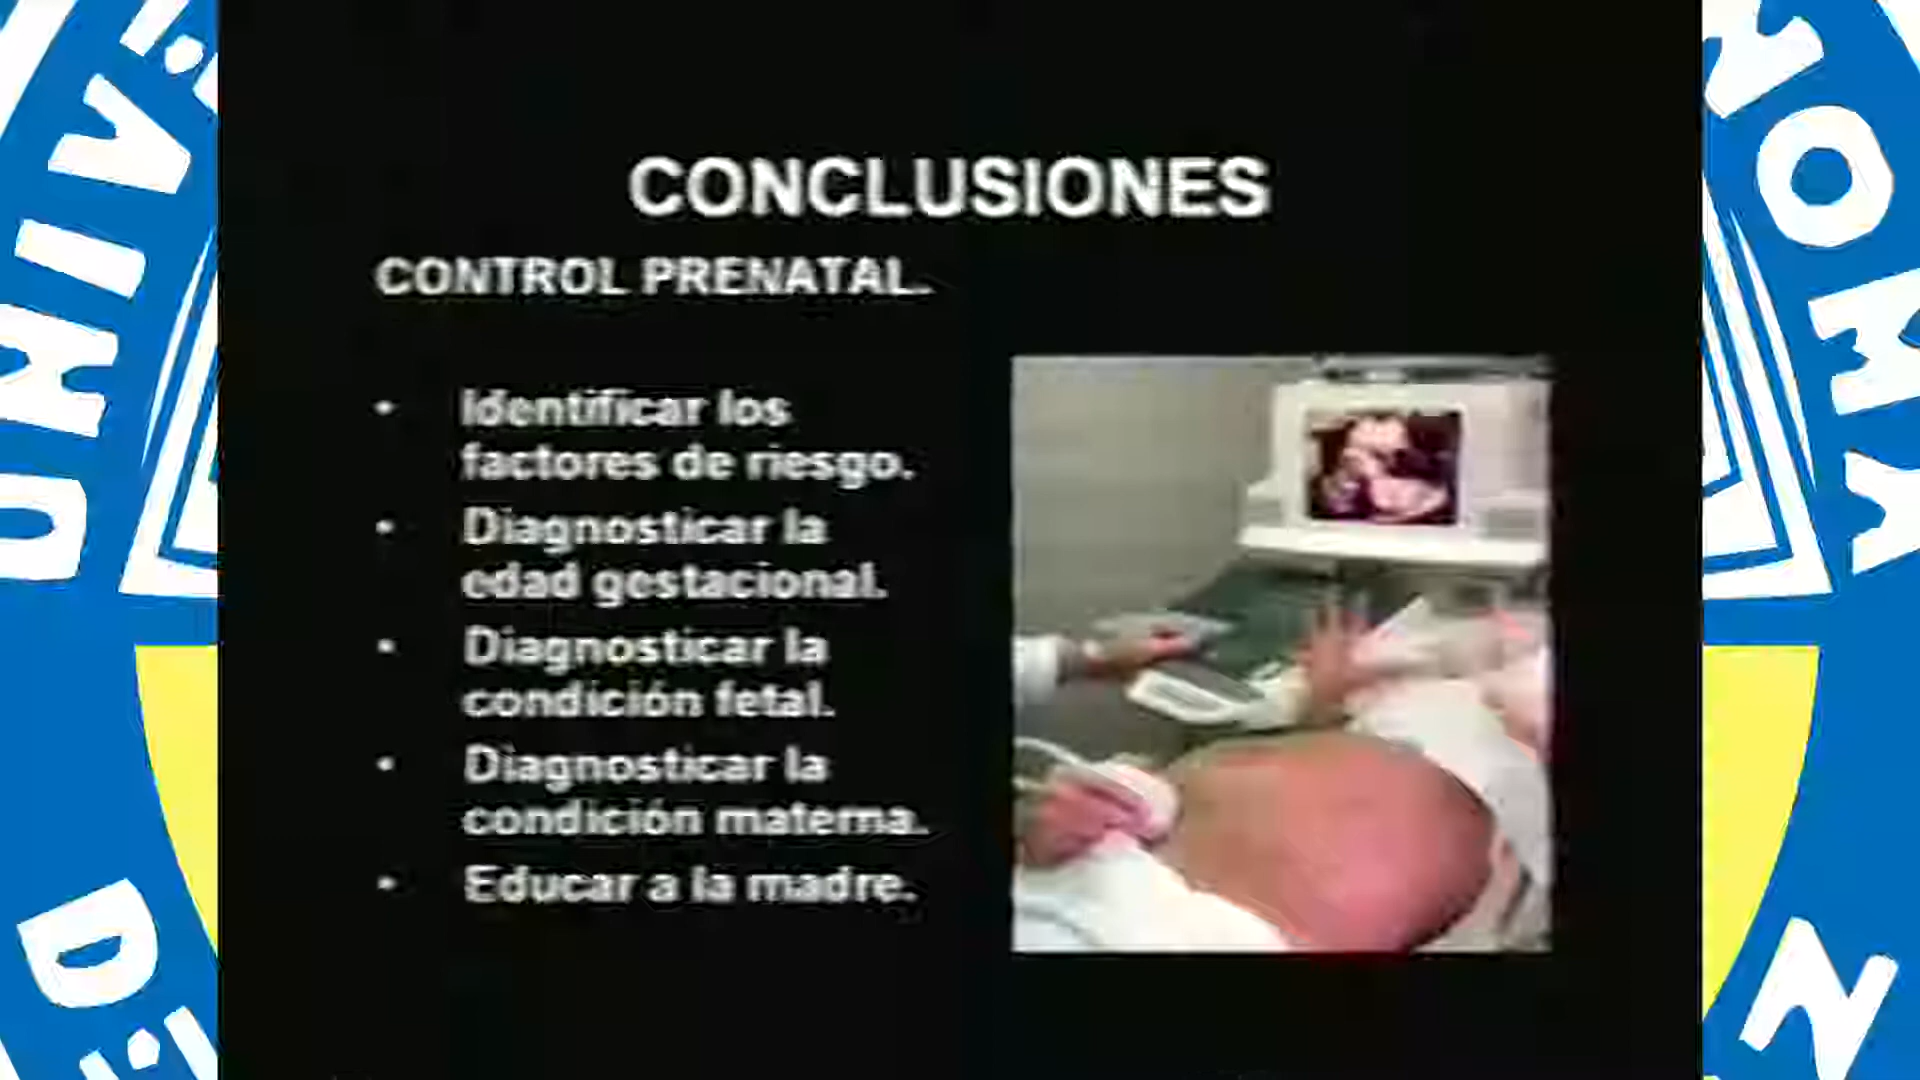 CONCLUSIONES
CONTROL PRENATAL.
• Identificar los
factores de riesgo.
• Diagnosticar la
edad gestacional.
• Diagnosticar la
condición fetal.
• Diagnosticar la
condición materna.
• Educar a la madre.